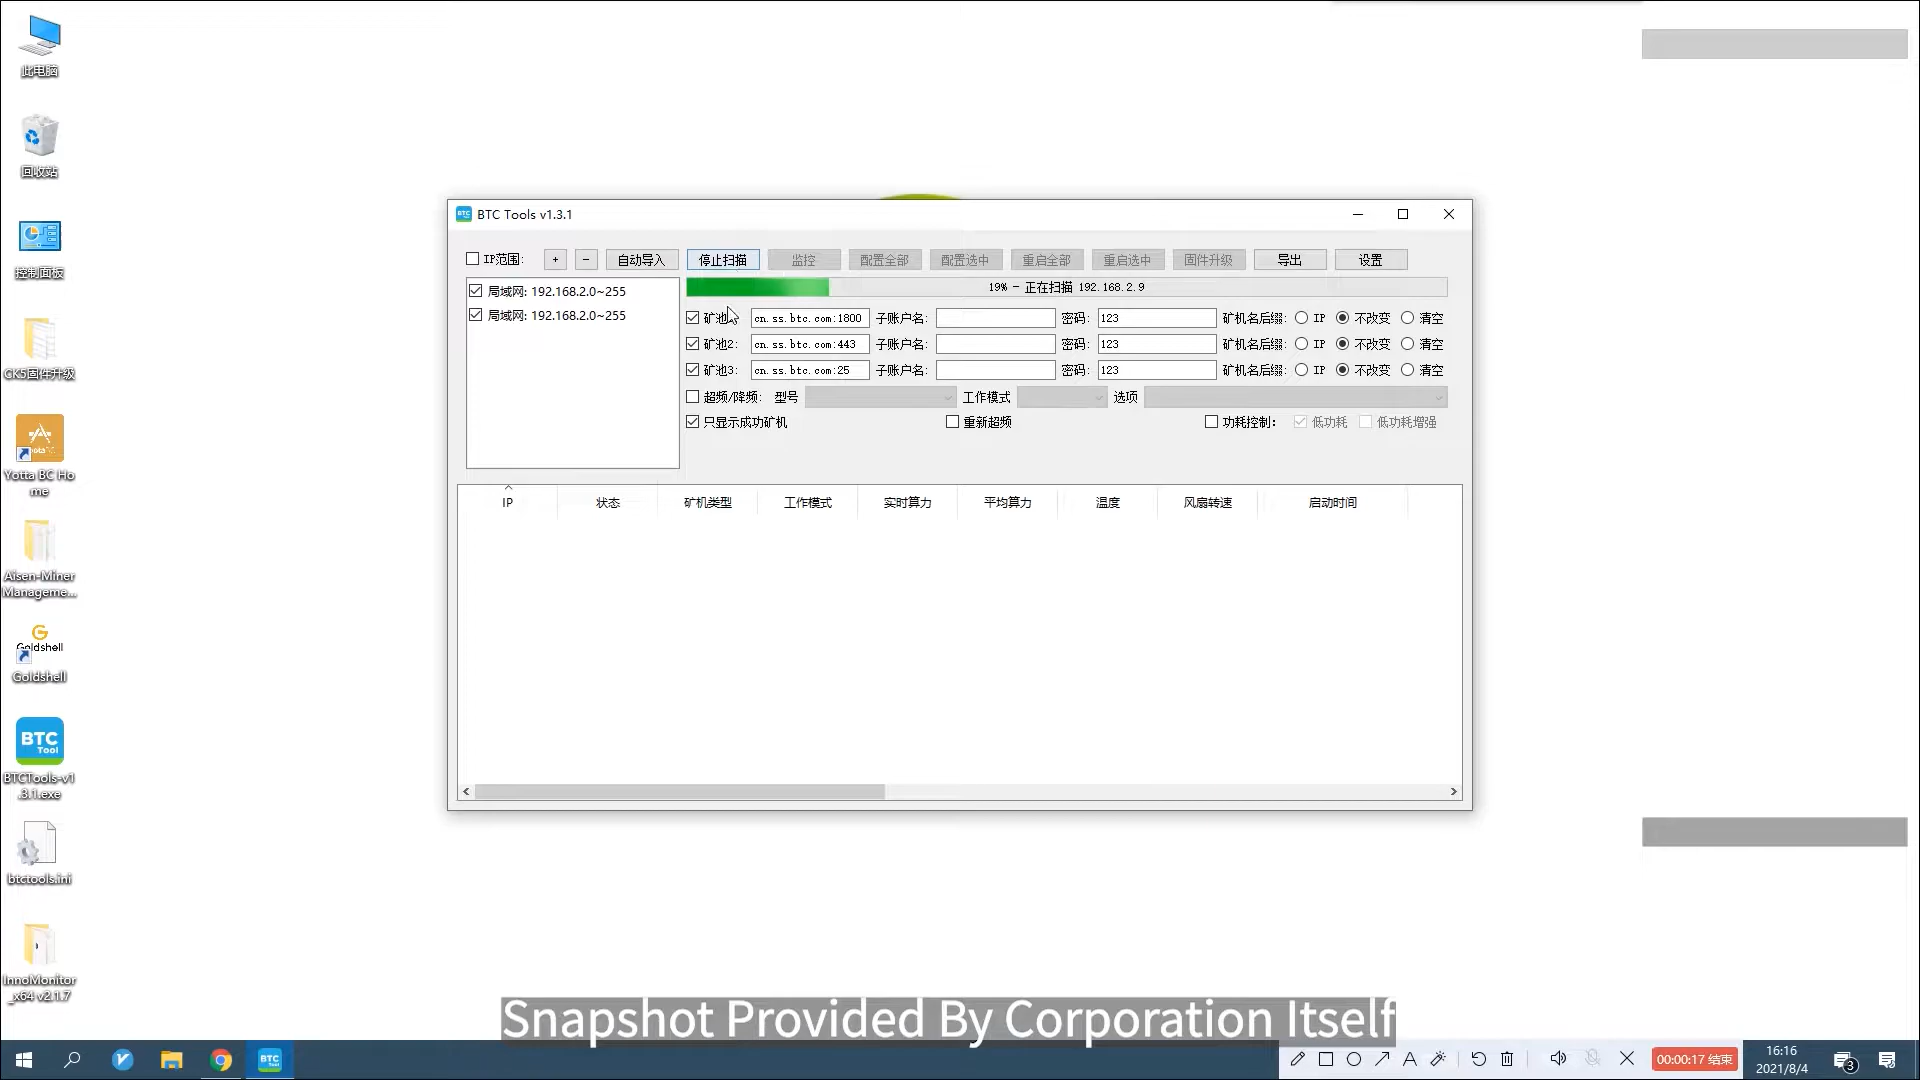 此电脑
回收站
控制面板
CK5固件升级
Yotta BC Ho
me
Aisen-Miner
Manageme...
Goldshell
Goldshell
BTC
Tool
BTCTools-v1
.3.1.exe
btctools.ini
InnoMonitor
_x64 v2.1.7
BTC Tools v1.3.1
IP范围: + - 自动导入 停止扫描 监控 配置全部 配置选中 重启全部 重启选中 固件升级 导出 设置
局域网: 192.168.2.0~255
局域网: 192.168.2.0~255
19% - 正在扫描 192.168.2.9
矿池 cn.ss.btc.com:1800 子账户名: 密码: 123 矿机名后缀: IP 不改变 清空
矿池2: cn.ss.btc.com:443 子账户名: 密码: 123 矿机名后缀: IP 不改变 清空
矿池3: cn.ss.btc.com:25 子账户名: 密码: 123 矿机名后缀: IP 不改变 清空
超频/降频: 型号 工作模式 选项
只显示成功矿机 重新超频 功耗控制: 低功耗 低功耗增强
IP 状态 矿机类型 工作模式 实时算力 平均算力 温度 风扇转速 启动时间
Snapshot Provided By Corporation Itself
BTC
00:00:17 结束
16:16
2021/8/4
3